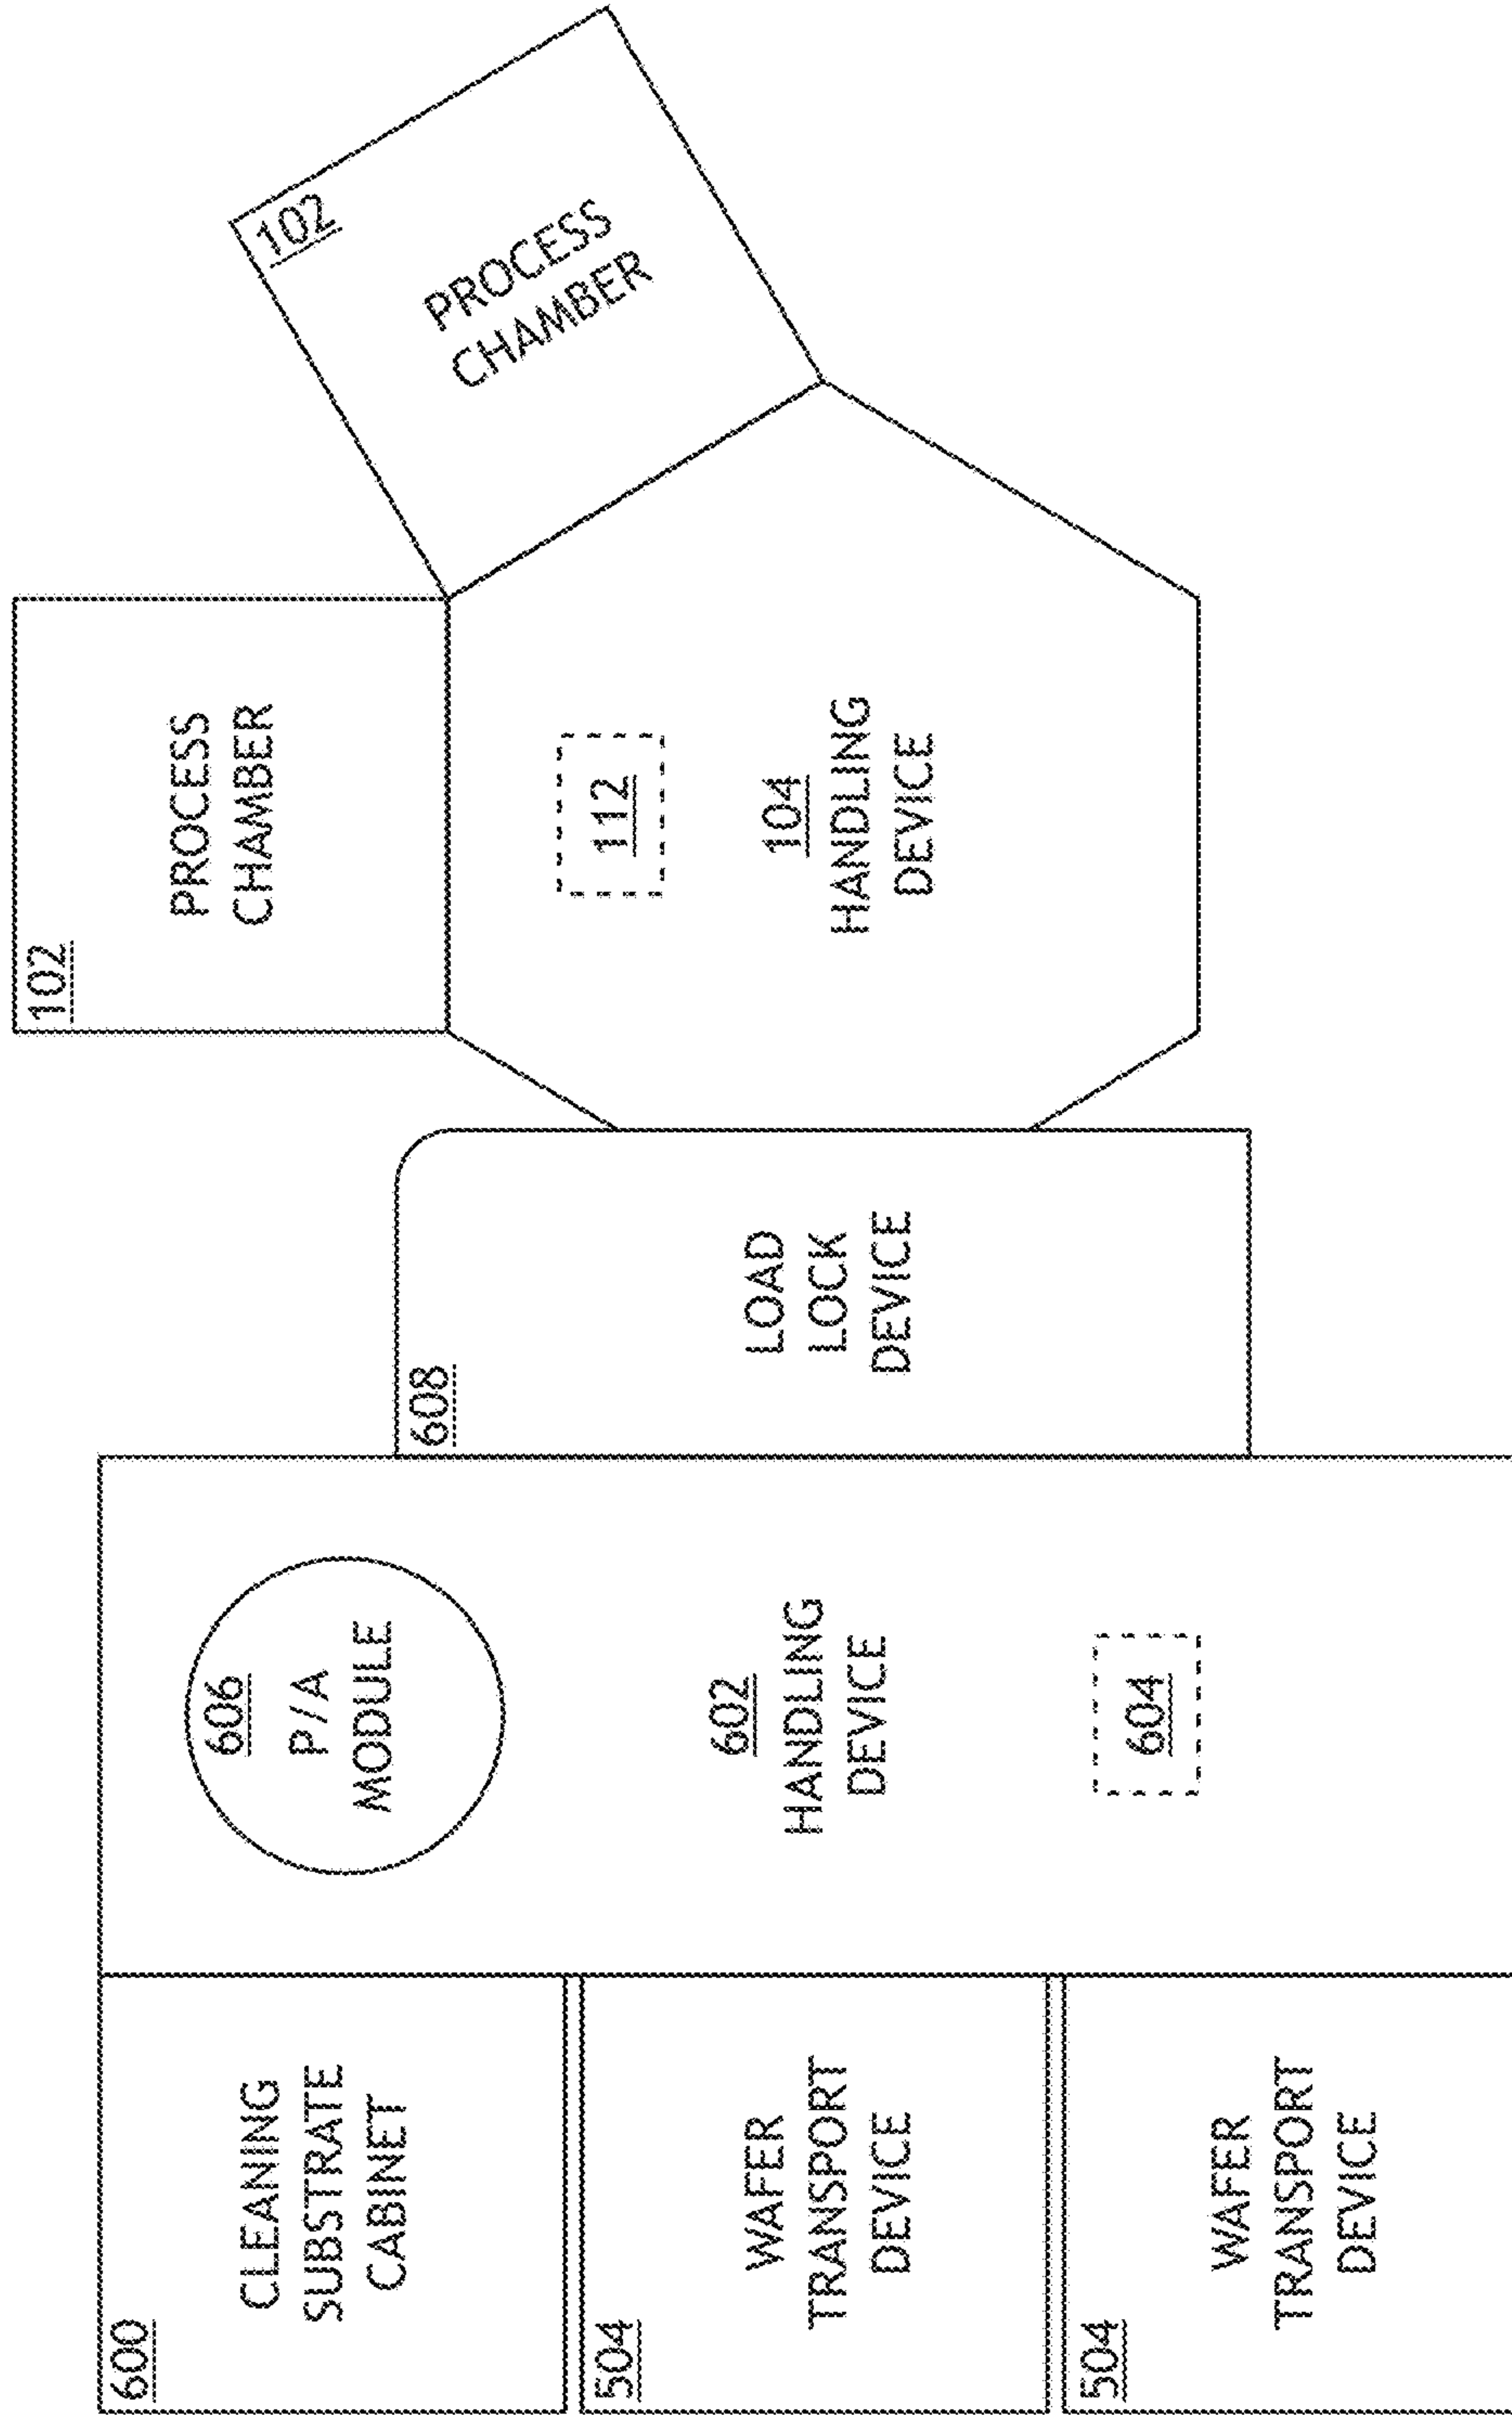 600
CLEANING
SUBSTRATE
CABINET
504
WAFER
TRANSPORT
DEVICE
504
WAFER
TRANSPORT
DEVICE
606
P/A
MODULE
602
HANDLING
DEVICE
604
608
LOAD
LOCK
DEVICE
102
PROCESS
CHAMBER
112
104
HANDLING
DEVICE
102
PROCESS
CHAMBER